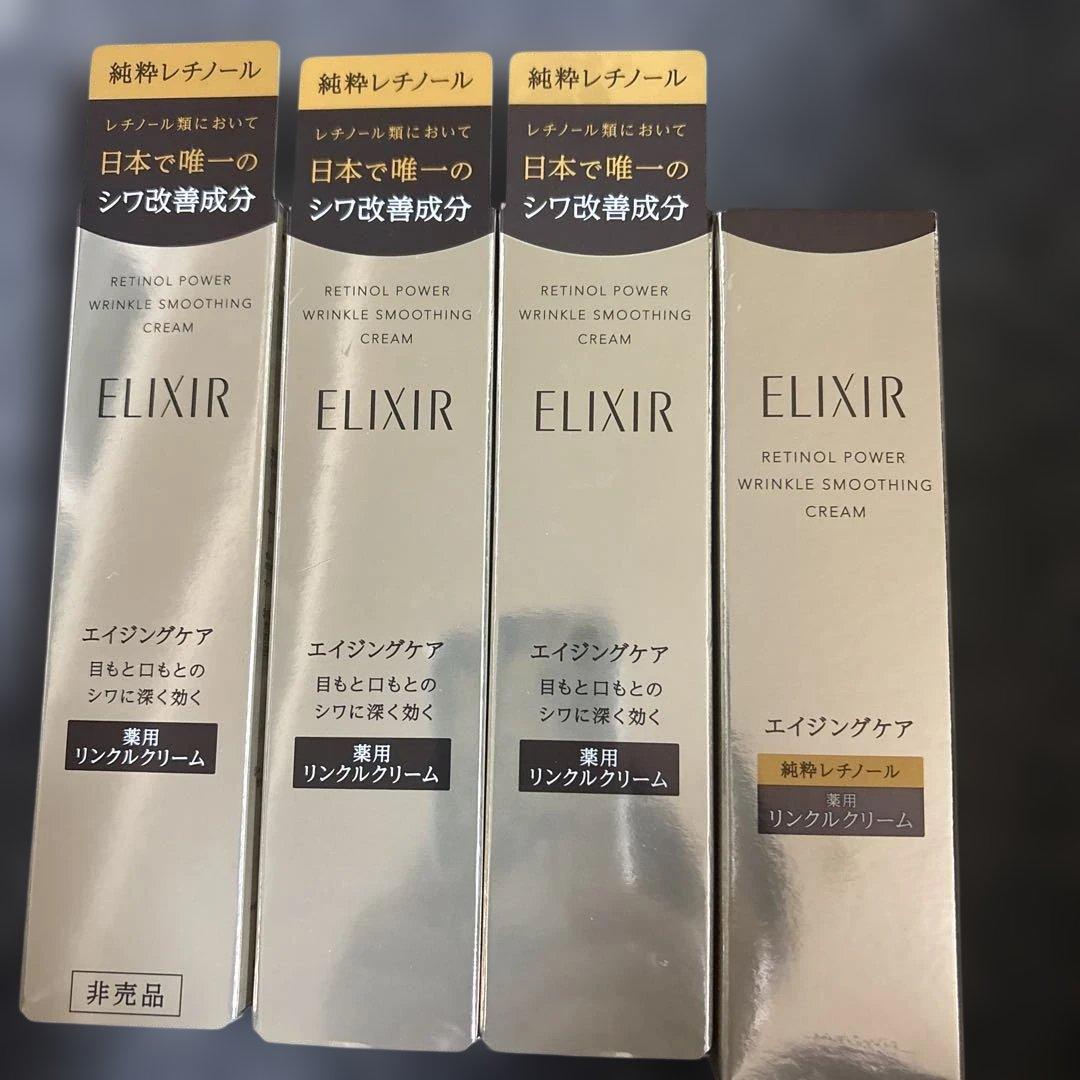 純粋レチノール
レチノール類において
日本で唯一の
シワ改善成分
RETINOL POWER
WRINKLE SMOOTHING
CREAM
ELIXIR
エイジングケア
目もと口もとの
シワに深く効く
薬用
リンクルクリーム
非売品
純粋レチノール
レチノール類において
日本で唯一の
シワ改善成分
RETINOL POWER
WRINKLE SMOOTHING
CREAM
ELIXIR
エイジングケア
目もと口もとの
シワに深く効く
薬用
リンクルクリーム
純粋レチノール
レチノール類において
日本で唯一の
シワ改善成分
RETINOL POWER
WRINKLE SMOOTHING
CREAM
ELIXIR
エイジングケア
目もと口もとの
シワに深く効く
薬用
リンクルクリーム
ELIXIR
RETINOL POWER
WRINKLE SMOOTHING
CREAM
エイジングケア
純粋レチノール
薬用
リンクルクリーム